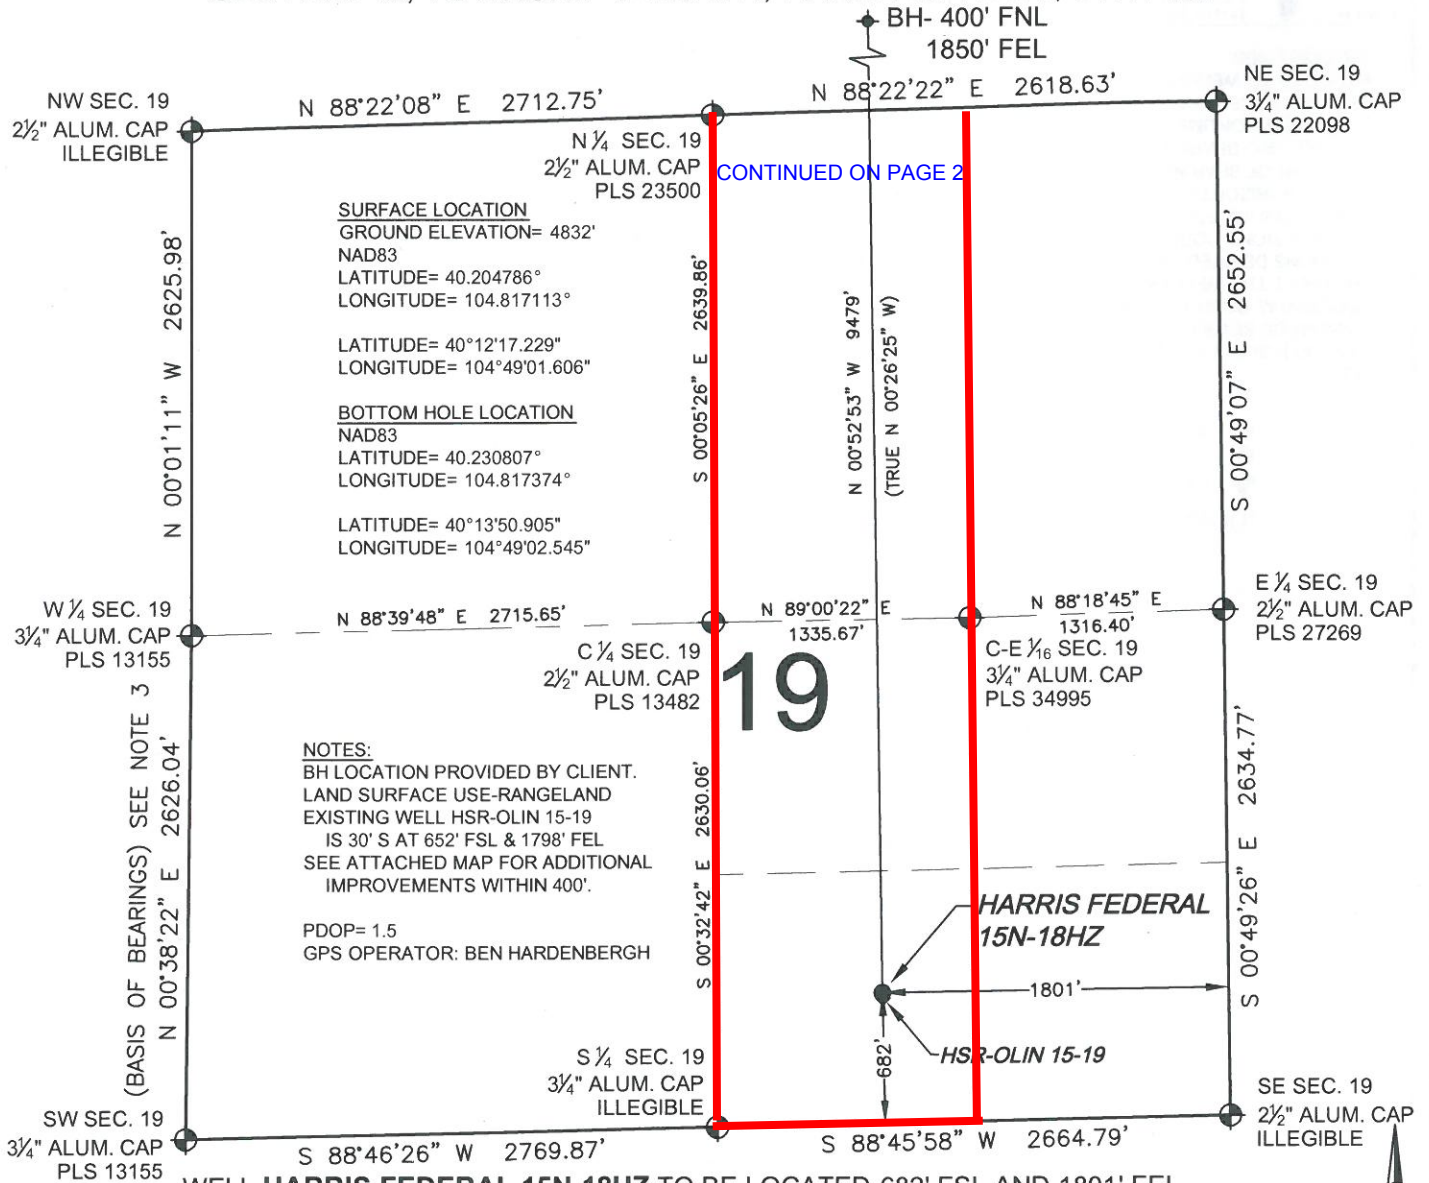 BH- 400' FNL
1850' FEL
NW SEC. 19
2½" ALUM. CAP
ILLEGIBLE
N 88°22'08" E 2712.75'
N 88°22'22" E 2618.63'
NE SEC. 19
3¼" ALUM. CAP
PLS 22098
N ¼ SEC. 19
2½" ALUM. CAP
PLS 23500
CONTINUED ON PAGE 2
SURFACE LOCATION
GROUND ELEVATION= 4832'
NAD83
LATITUDE= 40.204786°
LONGITUDE= 104.817113°
LATITUDE= 40°12'17.229"
LONGITUDE= 104°49'01.606"
BOTTOM HOLE LOCATION
NAD83
LATITUDE= 40.230807°
LONGITUDE= 104.817374°
LATITUDE= 40°13'50.905"
LONGITUDE= 104°49'02.545"
N 00°01'11" W 2625.98'
S 00°05'26" E 2639.86'
N 00°52'53" W 9479'
(TRUE N 00°26'25" W)
S 00°49'07" E 2652.55'
W ¼ SEC. 19
3¼" ALUM. CAP
PLS 13155
N 88°39'48" E 2715.65'
N 89°00'22" E
1335.67'
N 88°18'45" E
1316.40'
E ¼ SEC. 19
2½" ALUM. CAP
PLS 27269
C ¼ SEC. 19
2½" ALUM. CAP
PLS 13482
19
C-E 1/16 SEC. 19
3¼" ALUM. CAP
PLS 34995
NOTES:
BH LOCATION PROVIDED BY CLIENT.
LAND SURFACE USE-RANGELAND
EXISTING WELL HSR-OLIN 15-19
IS 30' S AT 652' FSL & 1798' FEL
SEE ATTACHED MAP FOR ADDITIONAL
IMPROVEMENTS WITHIN 400'.
PDOP= 1.5
GPS OPERATOR: BEN HARDENBERGH
(BASIS OF BEARINGS) SEE NOTE 3
N 00°38'22" E 2626.04'
S 00°32'42" E 2630.06'
S 00°49'26" E 2634.77'
HARRIS FEDERAL
15N-18HZ
1801'
682'
HSR-OLIN 15-19
S ¼ SEC. 19
3¼" ALUM. CAP
ILLEGIBLE
SW SEC. 19
3¼" ALUM. CAP
PLS 13155
S 88°46'26" W 2769.87'
S 88°45'58" W 2664.79'
SE SEC. 19
2½" ALUM. CAP
ILLEGIBLE
WELL HARRIS FEDERAL 15N-18HZ TO BE LOCATED 682' FSL AND 1801' FEL